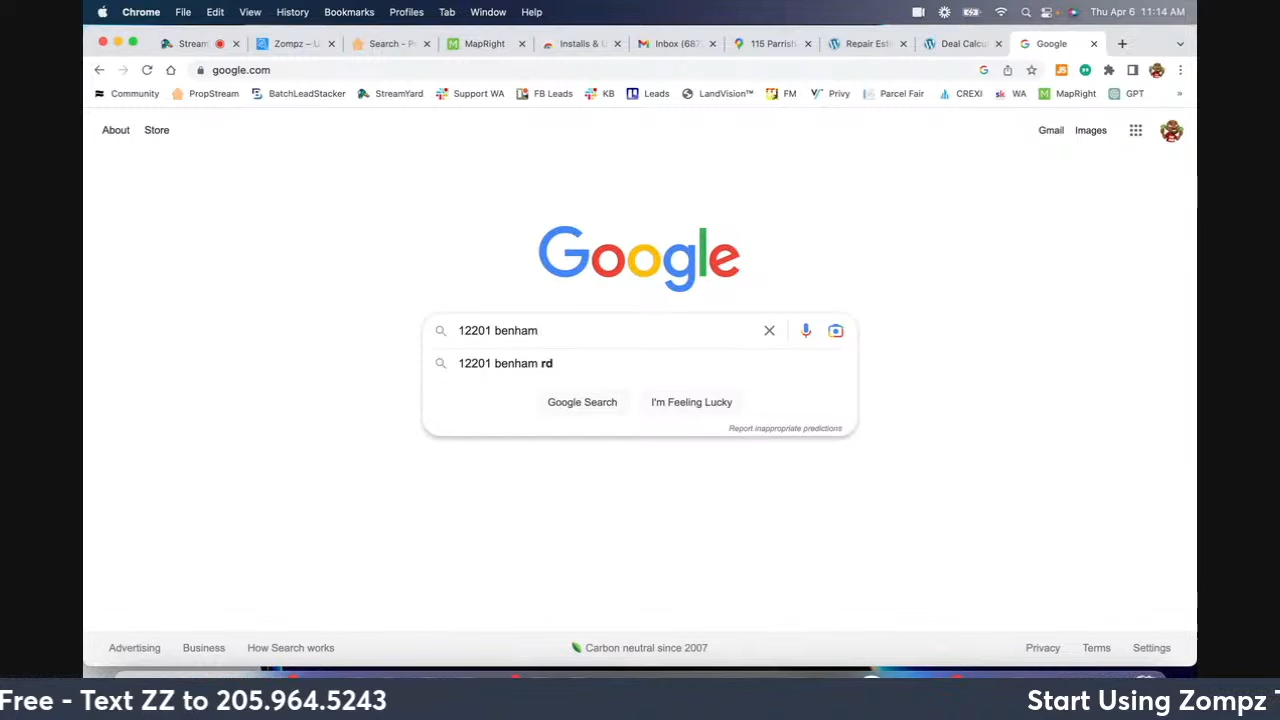 Chrome File Edit View History Bookmarks Profiles Tab Window Help Thu Apr 6 11:14 AM
Stream Zompz – U Search - P MapRight Installs & U Inbox (687 115 Parrish Repair Esti Deal Calcu Google
google.com
Community PropStream BatchLeadStacker StreamYard Support WA FB Leads KB Leads LandVision™ FM Privy Parcel Fair CREXI WA MapRight GPT »
About Store Gmail Images
Google
12201 benham
12201 benham rd
Google Search I'm Feeling Lucky
Report inappropriate predictions
Advertising Business How Search works Carbon neutral since 2007 Privacy Terms Settings
Free - Text ZZ to 205.964.5243 Start Using Zompz